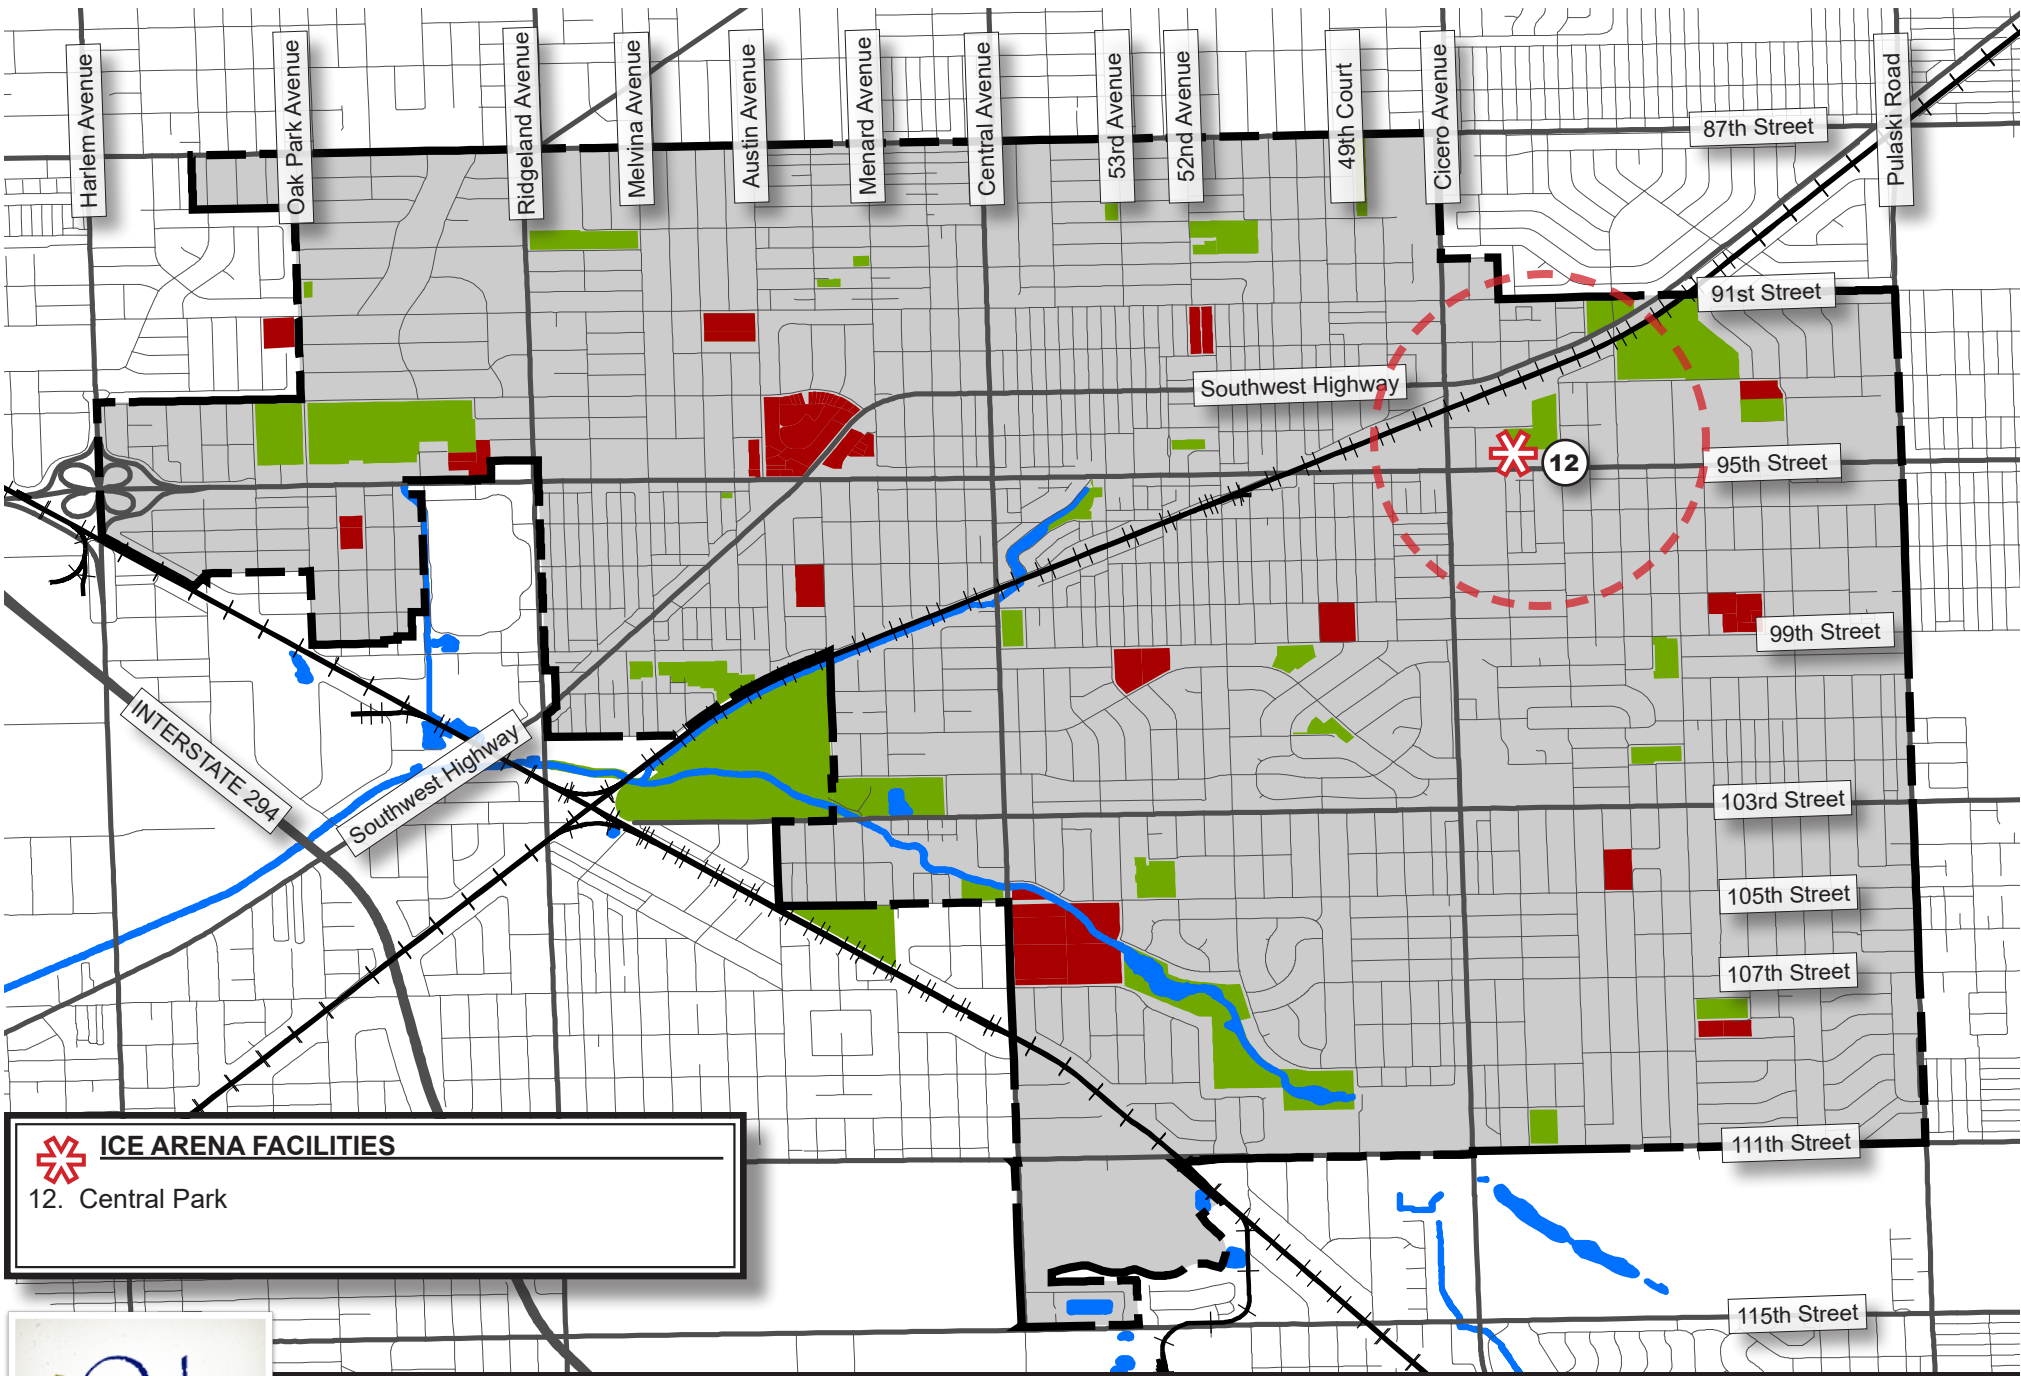 Harlem Avenue
Oak Park Avenue
Ridgeland Avenue
Melvina Avenue
Austin Avenue
Menard Avenue
Central Avenue
53rd Avenue
52nd Avenue
49th Court
Cicero Avenue
Pulaski Road
87th Street
91st Street
Southwest Highway
12
95th Street
99th Street
INTERSTATE 294
Southwest Highway
103rd Street
105th Street
107th Street
111th Street
ICE ARENA FACILITIES
12. Central Park
115th Street